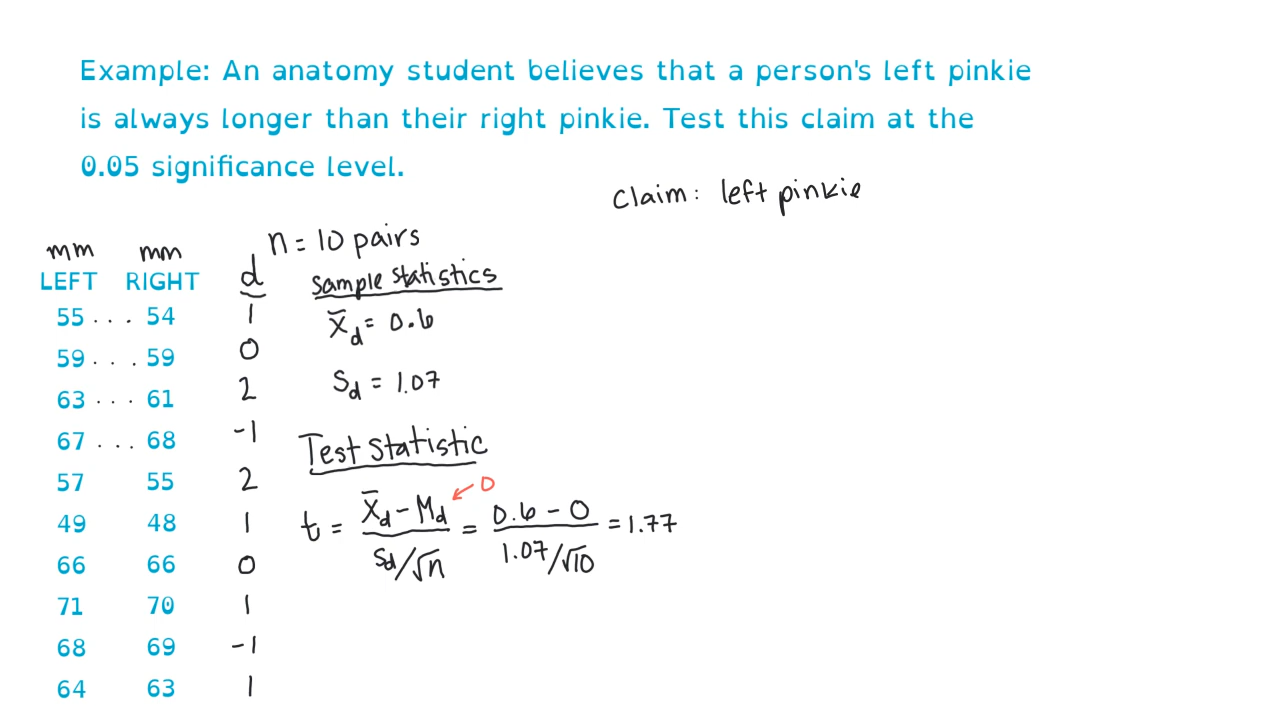 Example: An anatomy student believes that a person's left pinkie
is always longer than their right pinkie. Test this claim at the
0.05 significance level.
Claim: left pinkie
n = 10 pairs
mm mm
LEFT RIGHT d
55 . . . 54 1
59 . . . 59 0
63 . . . 61 2
67 . . . 68 -1
57 55 2
49 48 1
66 66 0
71 70 1
68 69 -1
64 63 1
Sample Statistics
x̄d = 0.6
Sd = 1.07
Test Statistic
t = (x̄d - Md) / (Sd/√n) = (0.6 - 0) / (1.07/√10) = 1.77
0